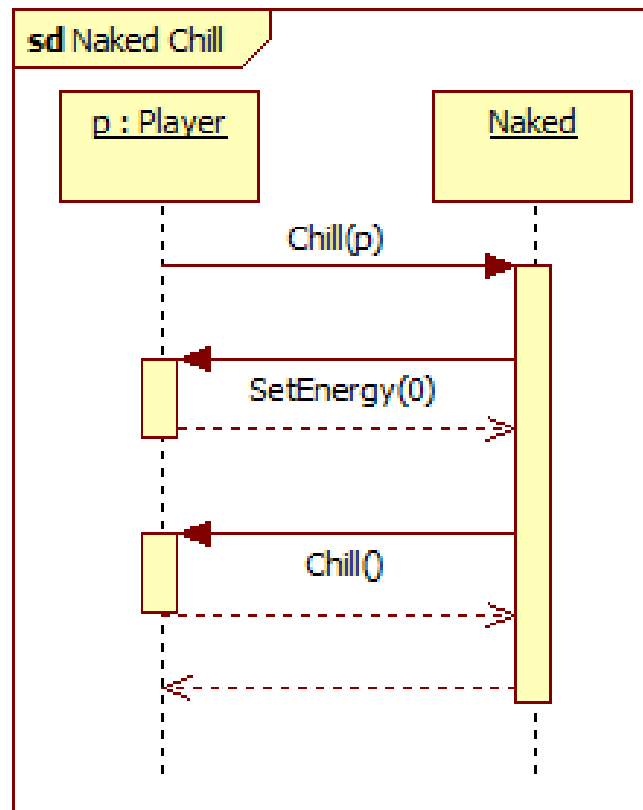 sd Naked Chill
p : Player
Naked
Chill(p)
SetEnergy(0)
Chill()